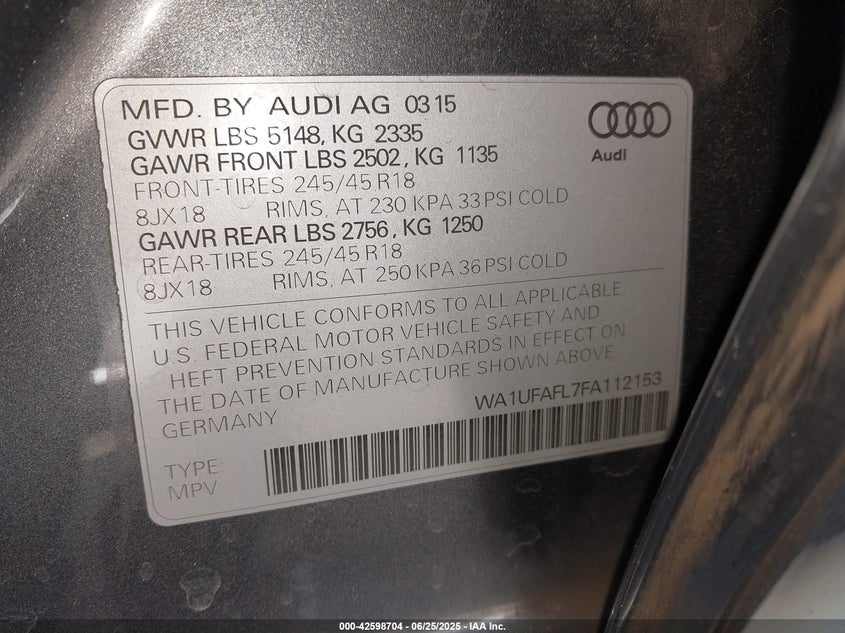 MFD. BY AUDI AG 03 15
GVWR LBS 5148, KG 2335
GAWR FRONT LBS 2502, KG 1135
FRONT-TIRES 245/45 R18
8JX18 RIMS, AT 230 KPA 33 PSI COLD
GAWR REAR LBS 2756, KG 1250
REAR-TIRES 245/45 R18
8JX18 RIMS, AT 250 KPA 36 PSI COLD
Audi
THIS VEHICLE CONFORMS TO ALL APPLICABLE
U.S. FEDERAL MOTOR VEHICLE SAFETY AND
HEFT PREVENTION STANDARDS IN EFFECT ON
THE DATE OF MANUFACTURE SHOWN ABOVE
GERMANY
WA1UFAFL7FA112153
TYPE:
MPV
000-42598704 - 06/25/2025 - IAA Inc.